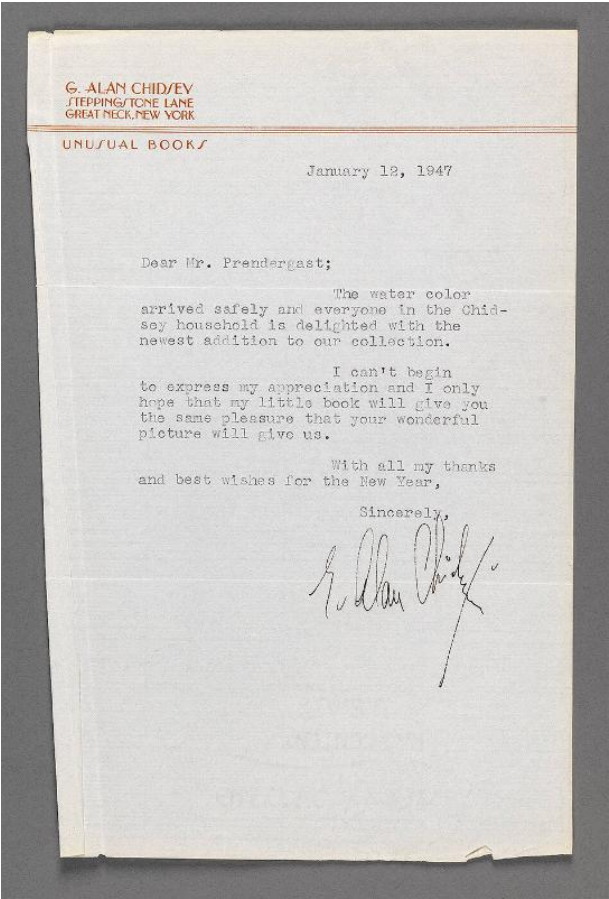 G. ALAN CHIDSEY
STEPPINGSTONE LANE
GREAT NECK, NEW YORK
UNUSUAL BOOKS
January 12, 1947
Dear Mr. Prendergast;
The water color
arrived safely and everyone in the Chid-
sey household is delighted with the
newest addition to our collection.
I can't begin
to express my appreciation and I only
hope that my little book will give you
the same pleasure that your wonderful
picture will give us.
With all my thanks
and best wishes for the New Year,
Sincerely,
G. Alan Chidsey